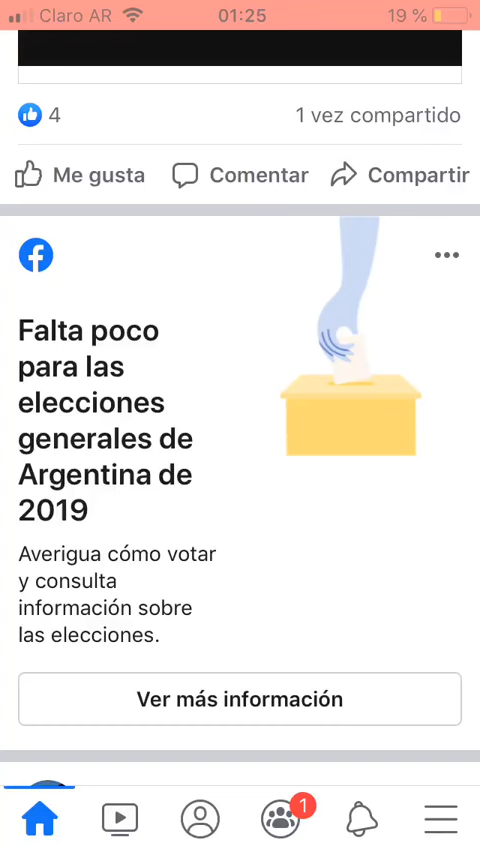 Claro AR 01:25 19 %
4 1 vez compartido
Me gusta Comentar Compartir
Falta poco
para las
elecciones
generales de
Argentina de
2019
Averigua cómo votar
y consulta
información sobre
las elecciones.
Ver más información
1